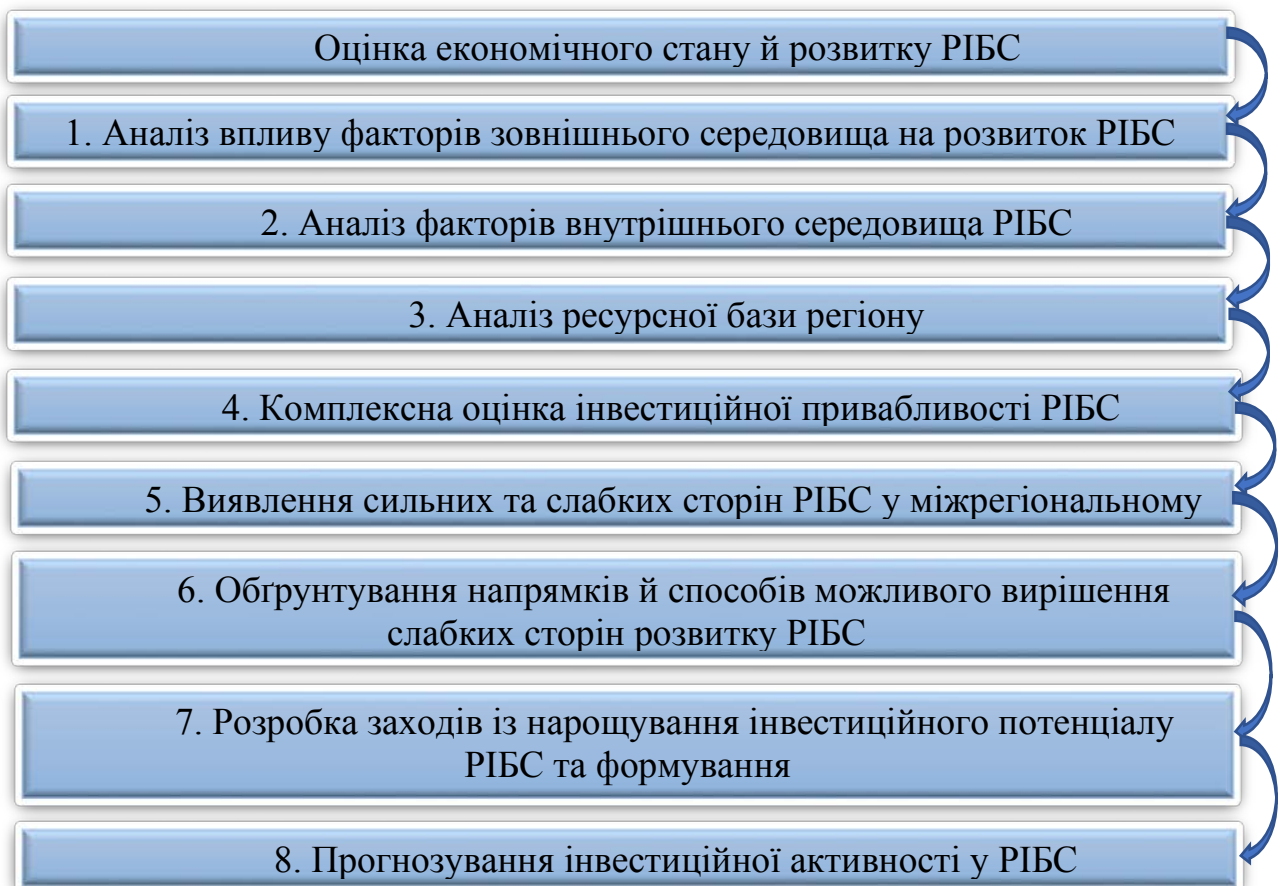 Оцінка економічного стану й розвитку РІБС
1. Аналіз впливу факторів зовнішнього середовища на розвиток РІБС
2. Аналіз факторів внутрішнього середовища РІБС
3. Аналіз ресурсної бази регіону
4. Комплексна оцінка інвестиційної привабливості РІБС
5. Виявлення сильних та слабких сторін РІБС у міжрегіональному
6. Обґрунтування напрямків й способів можливого вирішення
слабких сторін розвитку РІБС
7. Розробка заходів із нарощування інвестиційного потенціалу
РІБС та формування
8. Прогнозування інвестиційної активності у РІБС